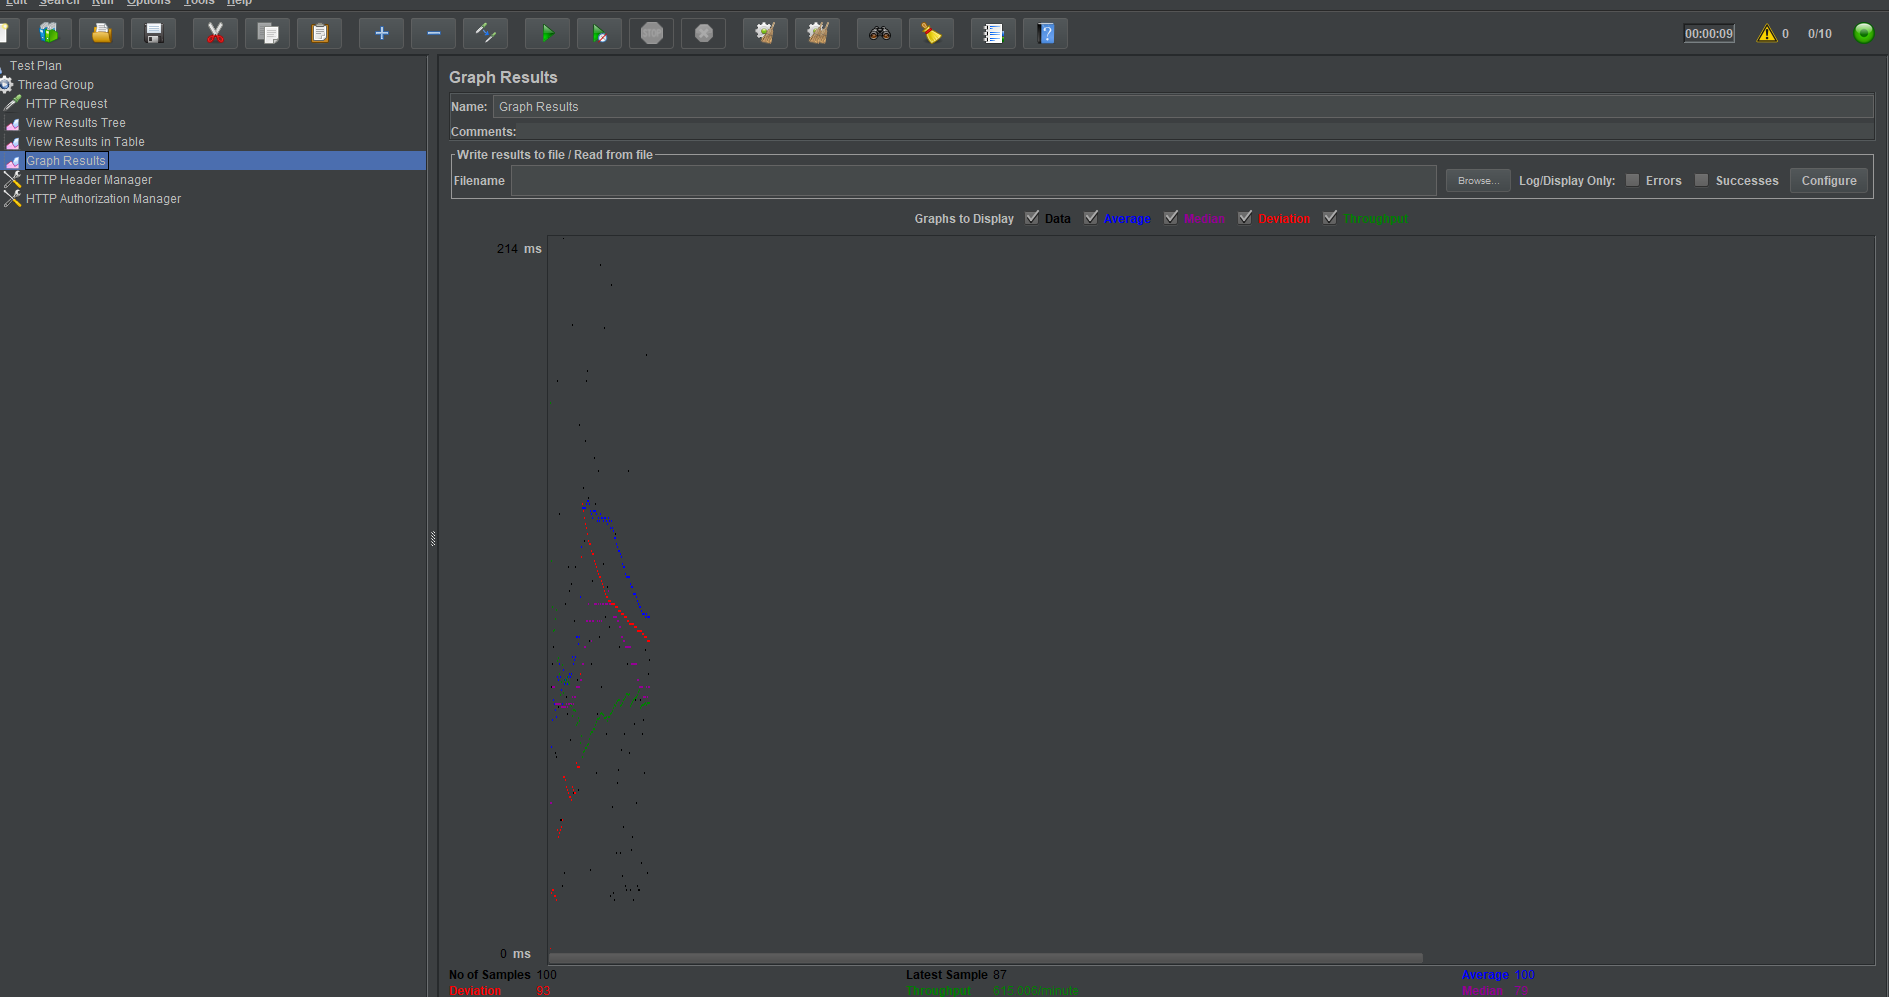 Edit Search Run Options Tools Help
STOP
00:00:09 0 0/10
Test Plan
Thread Group
HTTP Request
View Results Tree
View Results in Table
Graph Results
HTTP Header Manager
HTTP Authorization Manager
Graph Results
Name: Graph Results
Comments:
Write results to file / Read from file
Filename Browse... Log/Display Only: Errors Successes Configure
Graphs to Display Data Average Median Deviation Throughput
214 ms
0 ms
No of Samples 100 Latest Sample 87 Average 100
Deviation 93 Throughput 615.006/minute Median